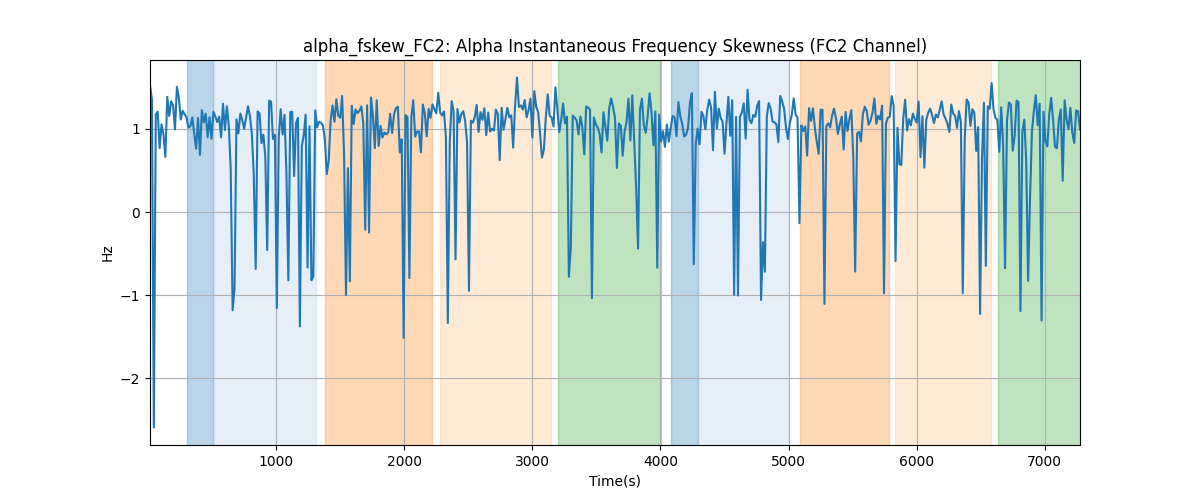 alpha_fskew_FC2: Alpha Instantaneous Frequency Skewness (FC2 Channel)
1
0
−1
−2
Hz
1000 2000 3000 4000 5000 6000 7000
Time(s)